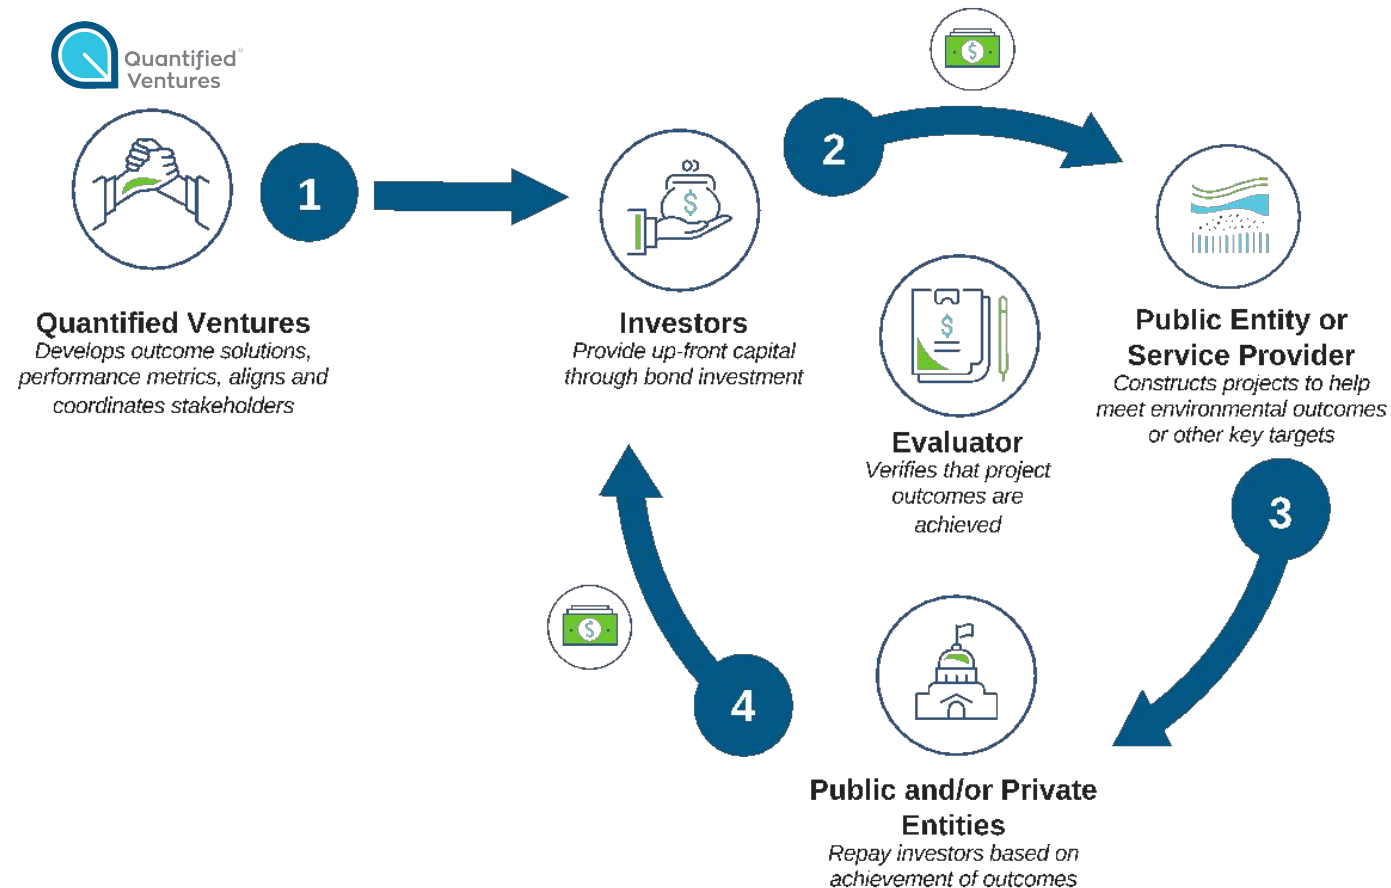 Quantified®
Ventures
1
2
$
$
Quantified Ventures
Develops outcome solutions,
performance metrics, aligns and
coordinates stakeholders
Investors
Provide up-front capital
through bond investment
$
Evaluator
Verifies that project
outcomes are
achieved
Public Entity or
Service Provider
Constructs projects to help
meet environmental outcomes
or other key targets
3
$
4
Public and/or Private
Entities
Repay investors based on
achievement of outcomes